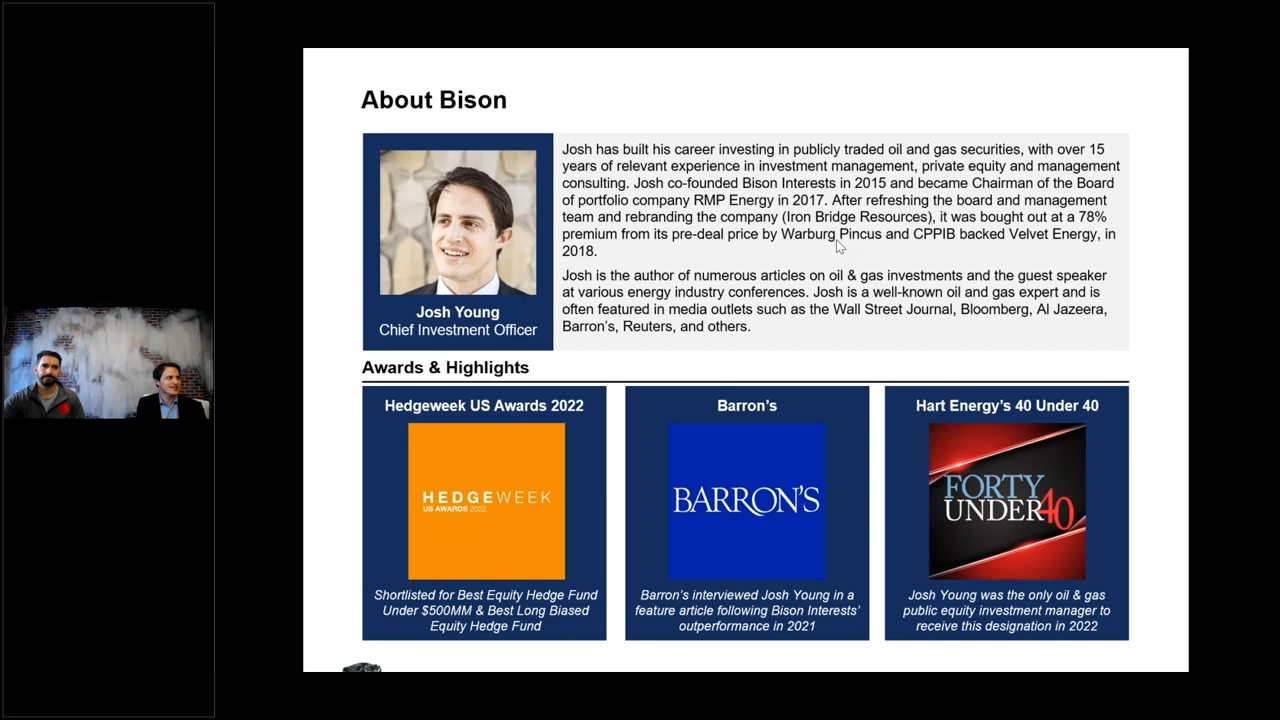 About Bison
Josh has built his career investing in publicly traded oil and gas securities, with over 15
years of relevant experience in investment management, private equity and management
consulting. Josh co-founded Bison Interests in 2015 and became Chairman of the Board
of portfolio company RMP Energy in 2017. After refreshing the board and management
team and rebranding the company (Iron Bridge Resources), it was bought out at a 78%
premium from its pre-deal price by Warburg Pincus and CPPIB backed Velvet Energy, in
2018.
Josh is the author of numerous articles on oil & gas investments and the guest speaker
at various energy industry conferences. Josh is a well-known oil and gas expert and is
often featured in media outlets such as the Wall Street Journal, Bloomberg, Al Jazeera,
Barron's, Reuters, and others.
Josh Young
Chief Investment Officer
Awards & Highlights
Hedgeweek US Awards 2022
HEDGEWEEK
US AWARDS 2022
Shortlisted for Best Equity Hedge Fund
Under $500MM & Best Long Biased
Equity Hedge Fund
Barron's
BARRON'S
Barron's interviewed Josh Young in a
feature article following Bison Interests'
outperformance in 2021
Hart Energy's 40 Under 40
FORTY
UNDER 40
Josh Young was the only oil & gas
public equity investment manager to
receive this designation in 2022